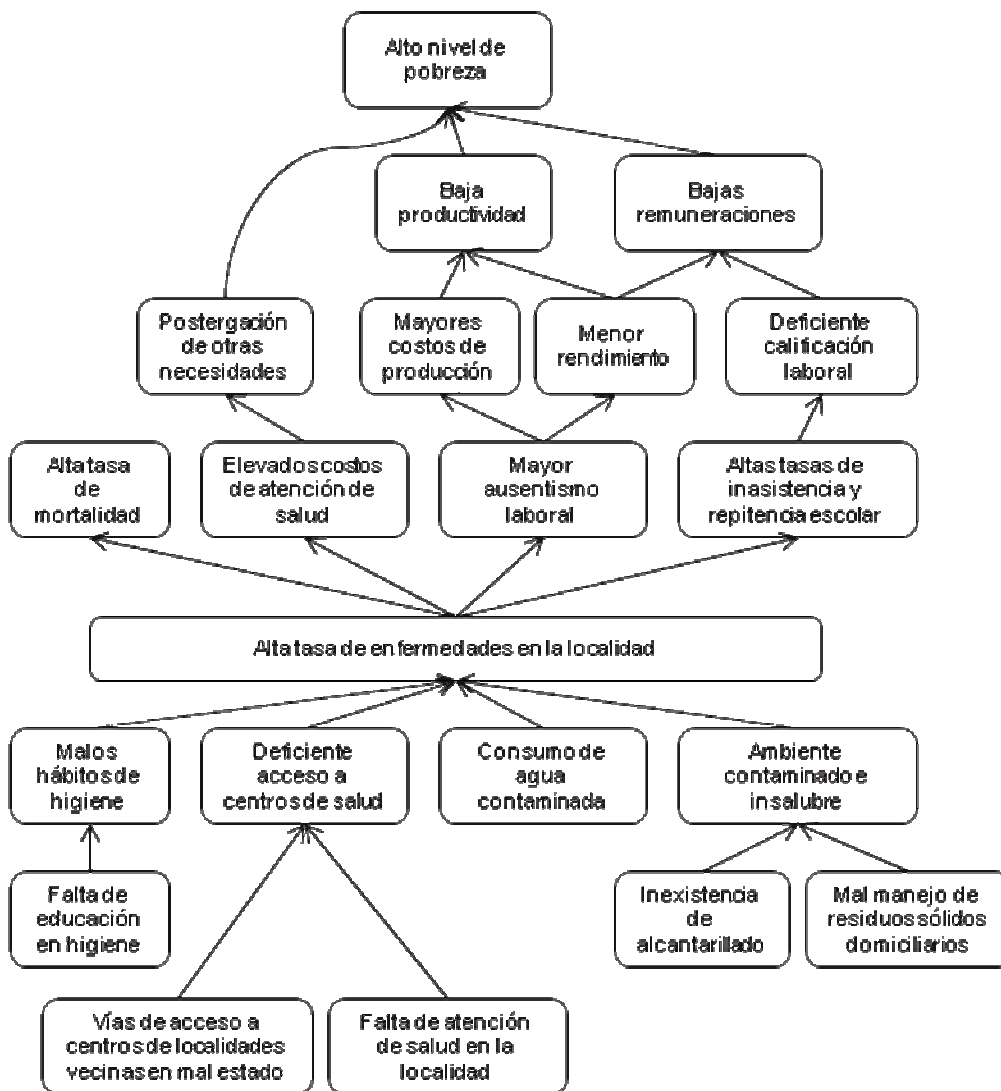 Alto nivel de
pobreza
Baja
productividad
Bajas
remuneraciones
Postergación
de otras
necesidades
Mayores
costos de
producción
Menor
rendimiento
Deficiente
calificación
laboral
Alta tasa
de
mortalidad
Elevados costos
de atención de
salud
Mayor
ausentismo
laboral
Altas tasas de
inasistencia y
repitencia escolar
Alta tasa de enfermedades en la localidad
Malos
hábitos de
higiene
Deficiente
acceso a
centros de salud
Consumo de
agua
contaminada
Ambiente
contaminado e
insalubre
Falta de
educación
en higiene
Inexistencia
de
alcantarillado
Mal manejo de
residuos sólidos
domiciliarios
Vías de acceso a
centros de localidades
vecinas en mal estado
Falta de atención
de salud en la
localidad